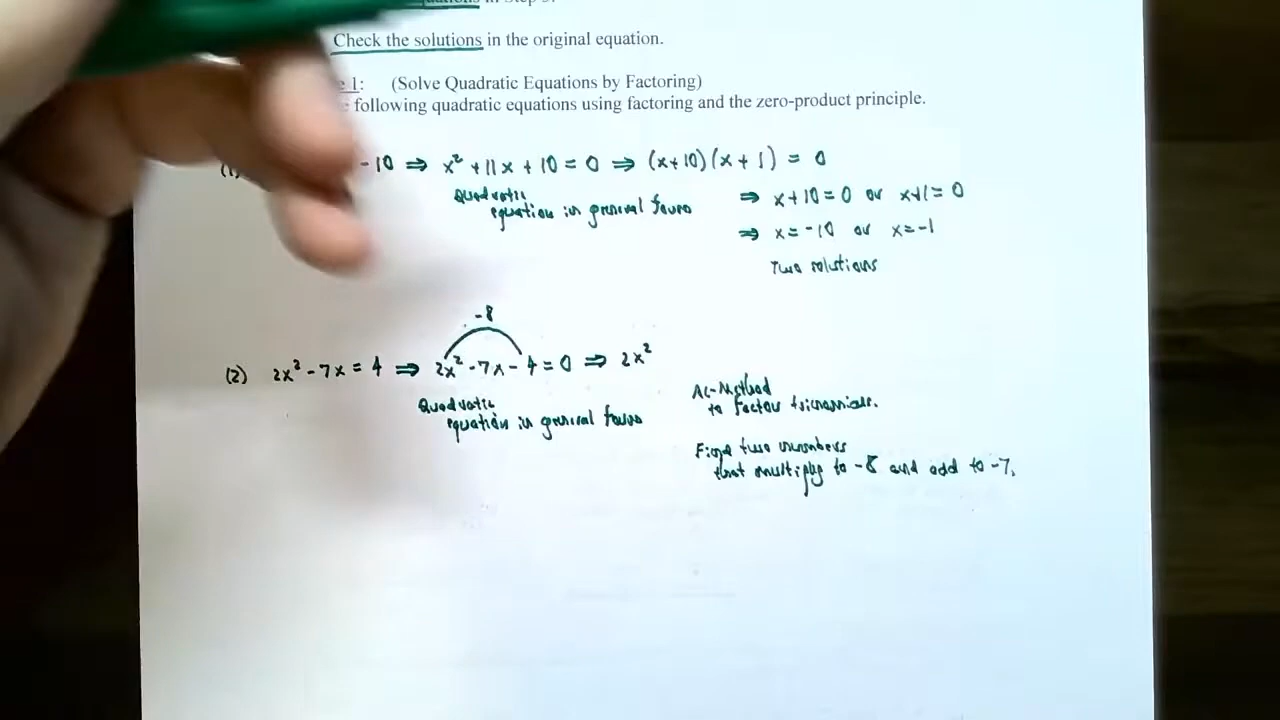 Check the solutions in the original equation.
1: (Solve Quadratic Equations by Factoring)
following quadratic equations using factoring and the zero-product principle.
-10 ⇒ x² + 11x + 10 = 0 ⇒ (x+10)(x+1) = 0
Quadratic
equation in general form
⇒ x+10=0 or x+1=0
⇒ x=-10 or x=-1
Two solutions
-8
(2) 2x² - 7x = 4 ⇒ 2x² - 7x - 4 = 0 ⇒ 2x²
Quadratic
equation in general form
AC-Method
to factor trinomials.
Find two numbers
that multiply to -8 and add to -7.